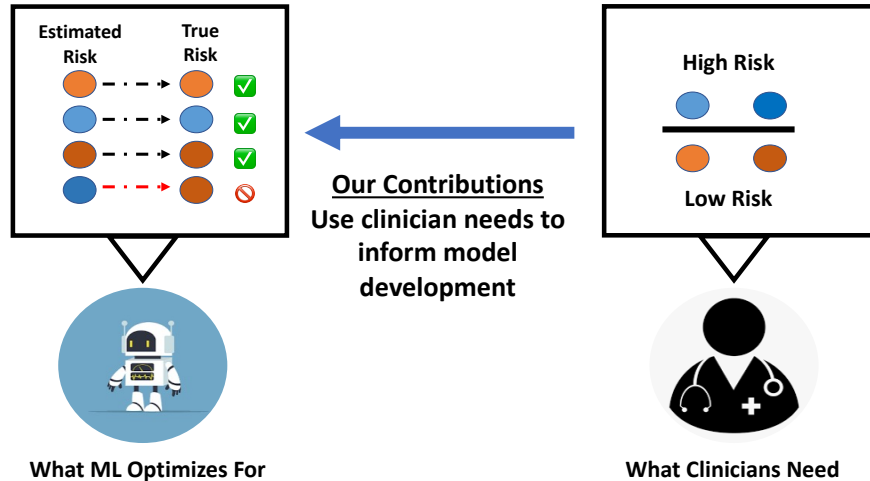 Estimated
Risk
True
Risk
High Risk
Low Risk
Our Contributions
Use clinician needs to
inform model
development
What ML Optimizes For
What Clinicians Need